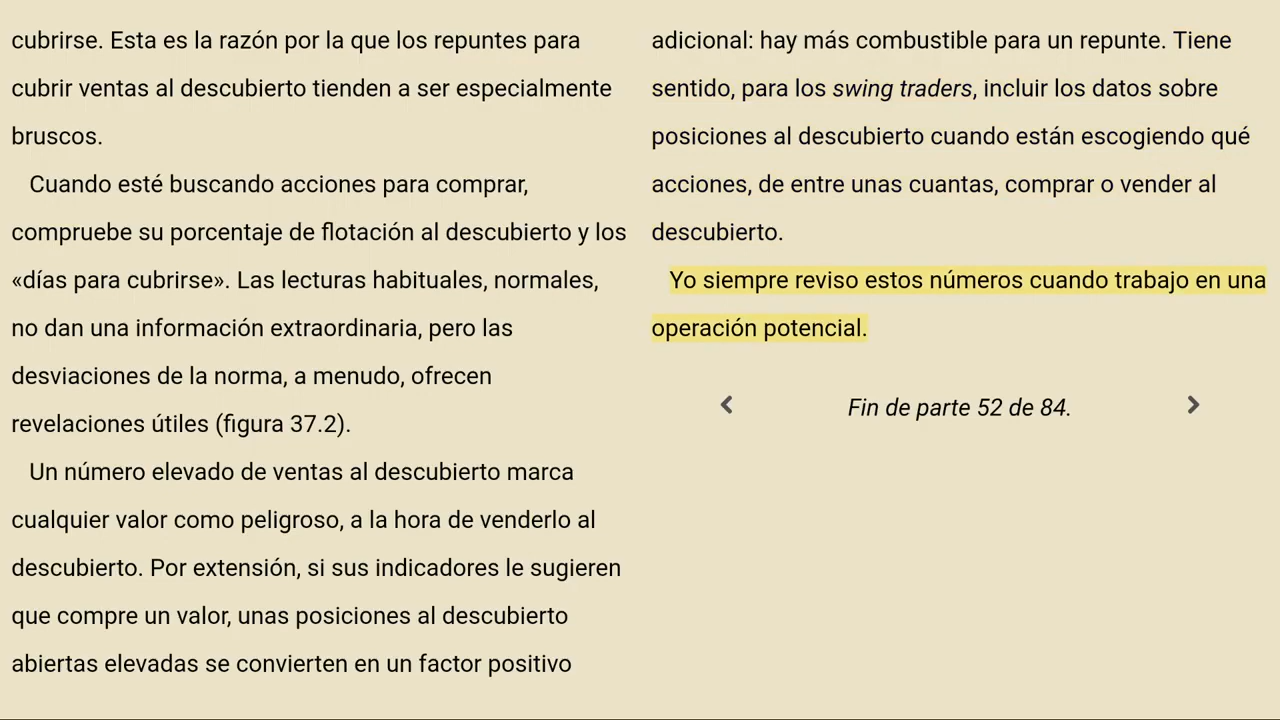 cubrirse. Esta es la razón por la que los repuntes para
cubrir ventas al descubierto tienden a ser especialmente
bruscos.
Cuando esté buscando acciones para comprar,
compruebe su porcentaje de flotación al descubierto y los
«días para cubrirse». Las lecturas habituales, normales,
no dan una información extraordinaria, pero las
desviaciones de la norma, a menudo, ofrecen
revelaciones útiles (figura 37.2).
Un número elevado de ventas al descubierto marca
cualquier valor como peligroso, a la hora de venderlo al
descubierto. Por extensión, si sus indicadores le sugieren
que compre un valor, unas posiciones al descubierto
abiertas elevadas se convierten en un factor positivo
adicional: hay más combustible para un repunte. Tiene
sentido, para los swing traders, incluir los datos sobre
posiciones al descubierto cuando están escogiendo qué
acciones, de entre unas cuantas, comprar o vender al
descubierto.
Yo siempre reviso estos números cuando trabajo en una
operación potencial.
Fin de parte 52 de 84.